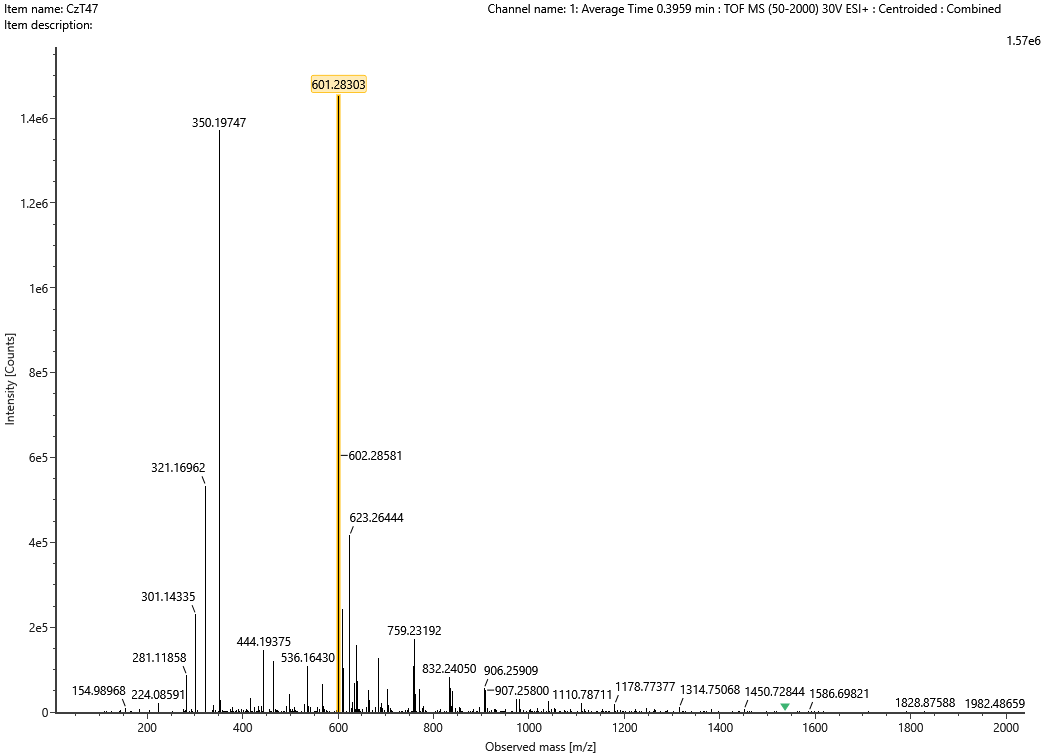 Item name: CzT47
Channel name: 1: Average Time 0.3959 min : TOF MS (50-2000) 30V ESI+ : Centroided : Combined
Item description:
1.57e6
601.28303
1.4e6
350.19747
1.2e6
1e6
Intensity [Counts]
8e5
6e5
602.28581
321.16962
623.26444
4e5
301.14335
2e5
759.23192
444.19375
281.11858
536.16430
832.24050
906.25909
154.98968
224.08591
907.25800
1110.78711
1178.77377
1314.75068
1450.72844
1586.69821
1828.87588
1982.48659
0
200
400
600
800
1000
1200
1400
1600
1800
2000
Observed mass [m/z]